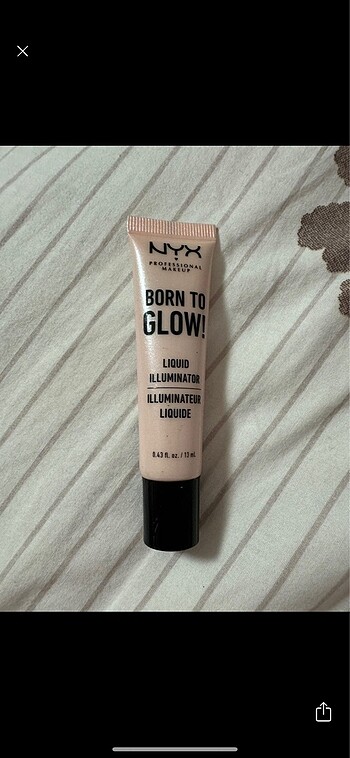 NYX
PROFESSIONAL
MAKEUP
BORN TO
GLOW!
LIQUID
ILLUMINATOR
ILLUMINATEUR
LIQUIDE
0.43 fl. oz. / 13 mL